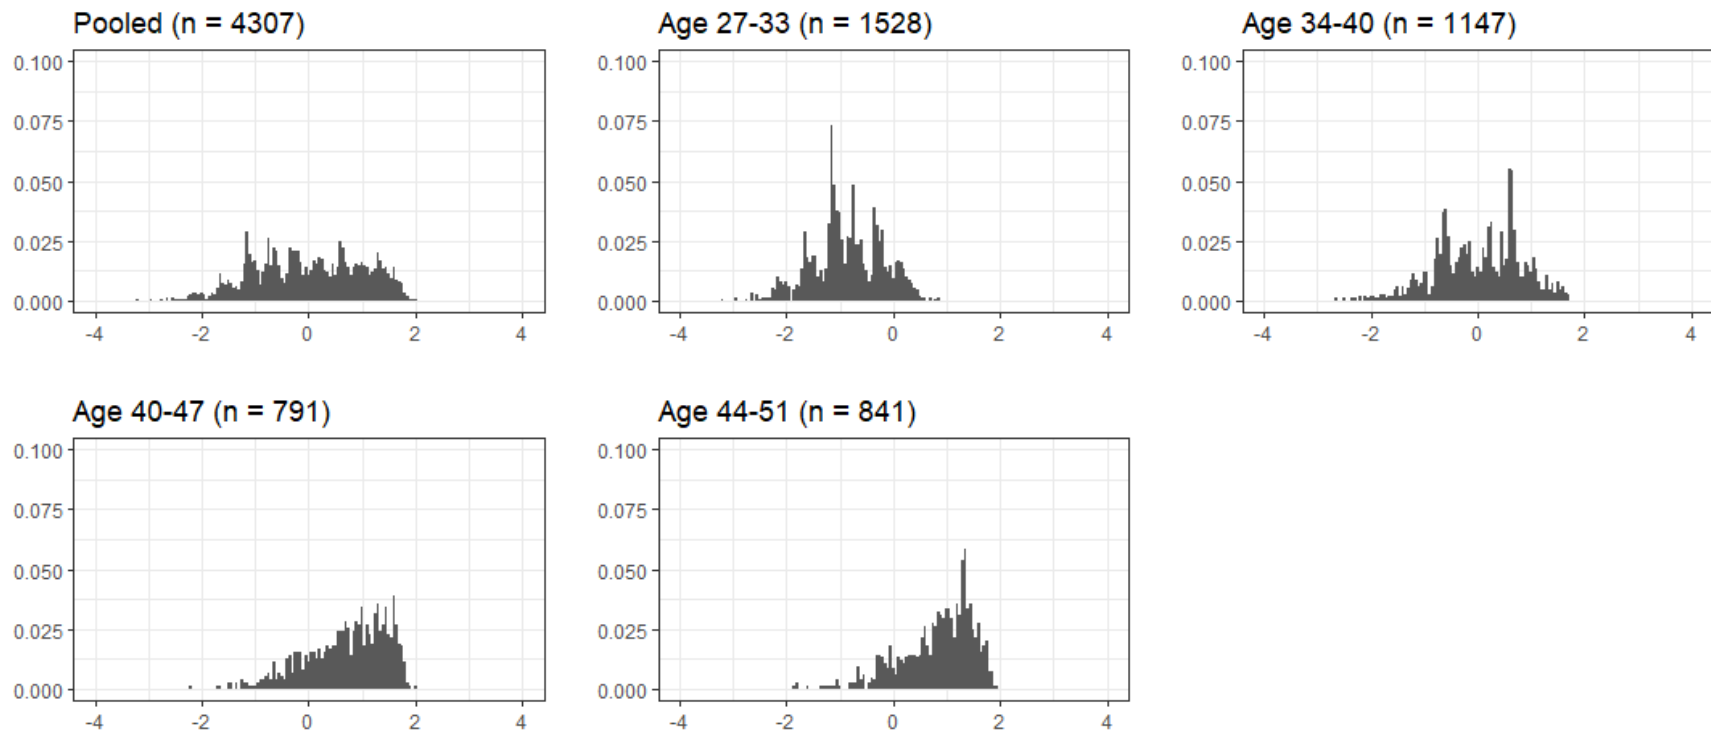 Pooled (n = 4307)
0.100
0.075
0.050
0.025
0.000
-4 -2 0 2 4
Age 27-33 (n = 1528)
0.100
0.075
0.050
0.025
0.000
-4 -2 0 2 4
Age 34-40 (n = 1147)
0.100
0.075
0.050
0.025
0.000
-4 -2 0 2 4
Age 40-47 (n = 791)
0.100
0.075
0.050
0.025
0.000
-4 -2 0 2 4
Age 44-51 (n = 841)
0.100
0.075
0.050
0.025
0.000
-4 -2 0 2 4